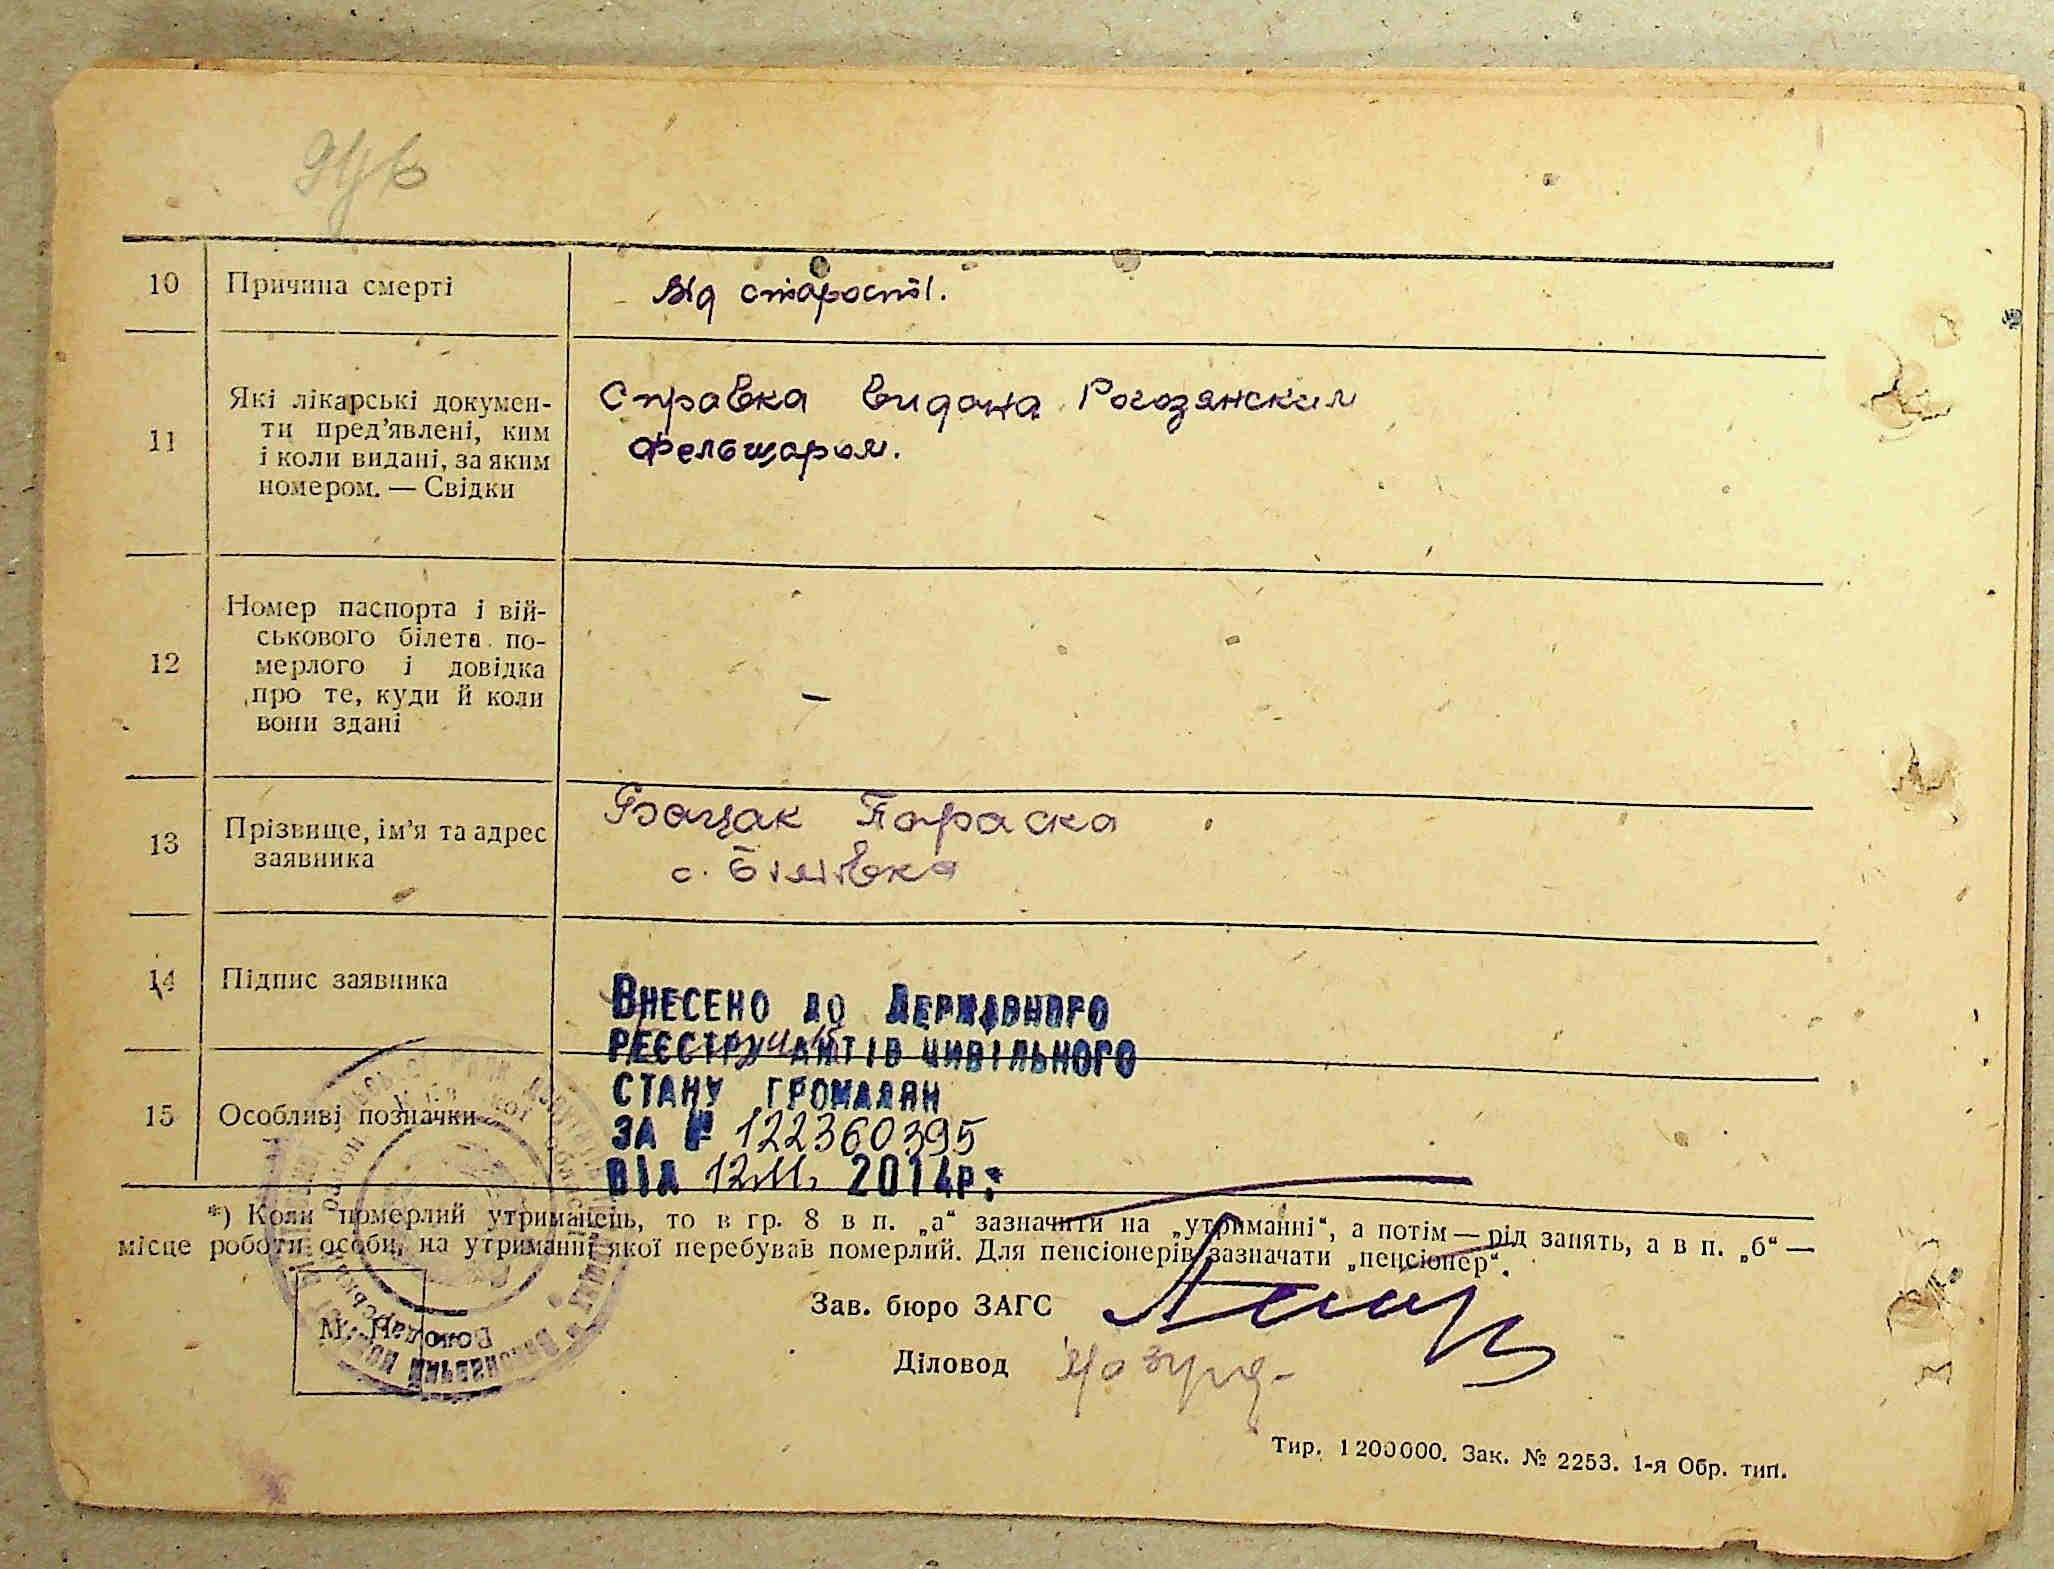 10 Причина смерті
Від старості.
11 Які лікарські докумен-
ти пред’явлені, ким
і коли видані, за яким
номером. — Свідки
Справка видана Рогозянским
фельщаром.
12 Номер паспорта і вій-
ськового білета по-
мерлого і довідка
про те, куди й коли
вони здані
—
13 Прізвище, ім’я та адрес
заявника
Бацак Параска
с. Біліївка
14 Підпис заявника
15 Особливі позначки
Внесено до Державного
реєстру актів цивільного
стану громадян
за № 122360395
від 12.11. 2014р.
*) Коли померлий утриманець, то в гр. 8 в п. „а“ зазначити на „утриманні“, а потім — рід занять, а в п. „б“ —
місце роботи особи, на утриманні якої перебував померлий. Для пенсіонерів зазначати „пенсіонер“.
Зав. бюро ЗАГС
Діловод
М. П.
Тир. 1200000. Зак. № 2253. 1-я Обр. тип.